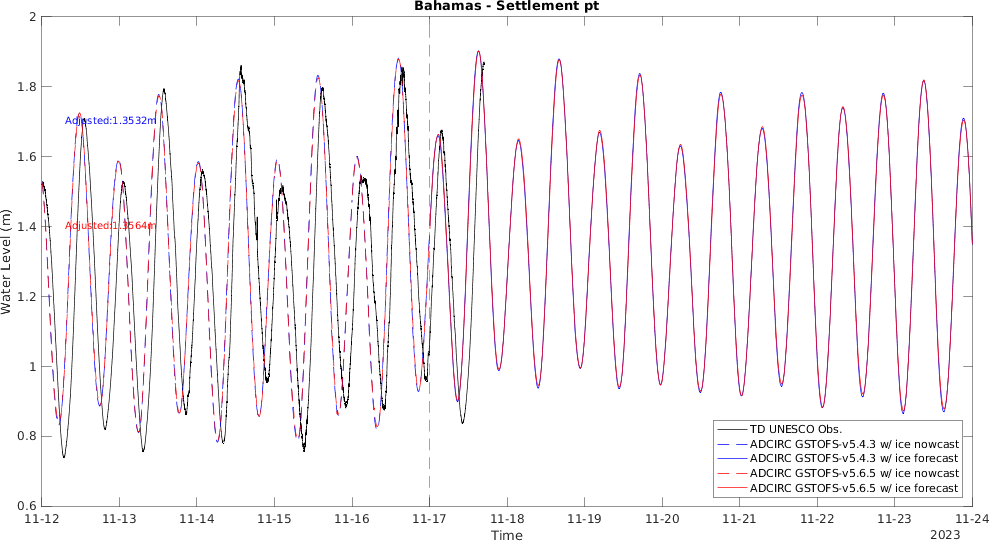 Bahamas - Settlement pt
2
1.8
1.6
1.4
1.2
1
0.8
0.6
Water Level (m)
Adjusted:1.3532m
Adjusted:1.3564m
TD UNESCO Obs.
ADCIRC GSTOFS-v5.4.3 w/ ice nowcast
ADCIRC GSTOFS-v5.4.3 w/ ice forecast
ADCIRC GSTOFS-v5.6.5 w/ ice nowcast
ADCIRC GSTOFS-v5.6.5 w/ ice forecast
11-12 11-13 11-14 11-15 11-16 11-17 11-18 11-19 11-20 11-21 11-22 11-23 11-24
Time
2023